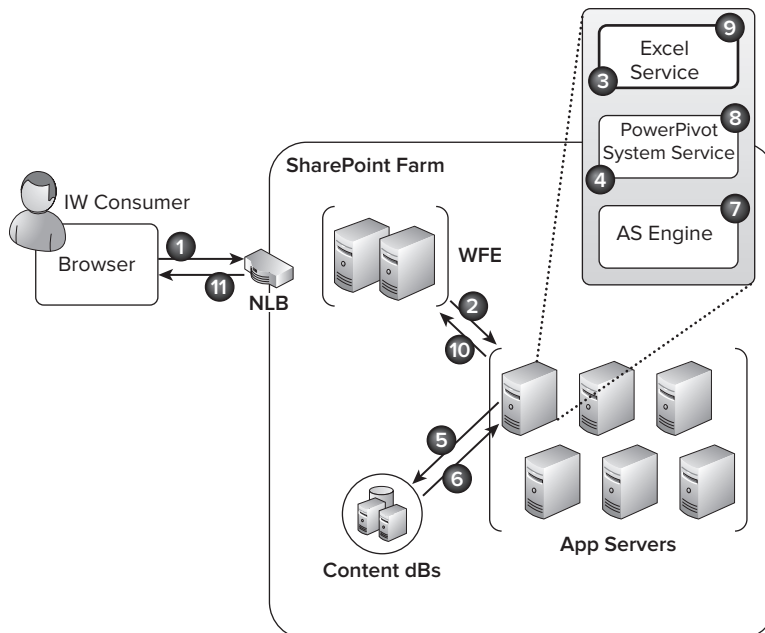 9
Excel
Service
3
8
PowerPivot
System Service
4
7
AS Engine
SharePoint Farm
IW Consumer
Browser
1
11
NLB
WFE
2
10
5
6
App Servers
Content dBs